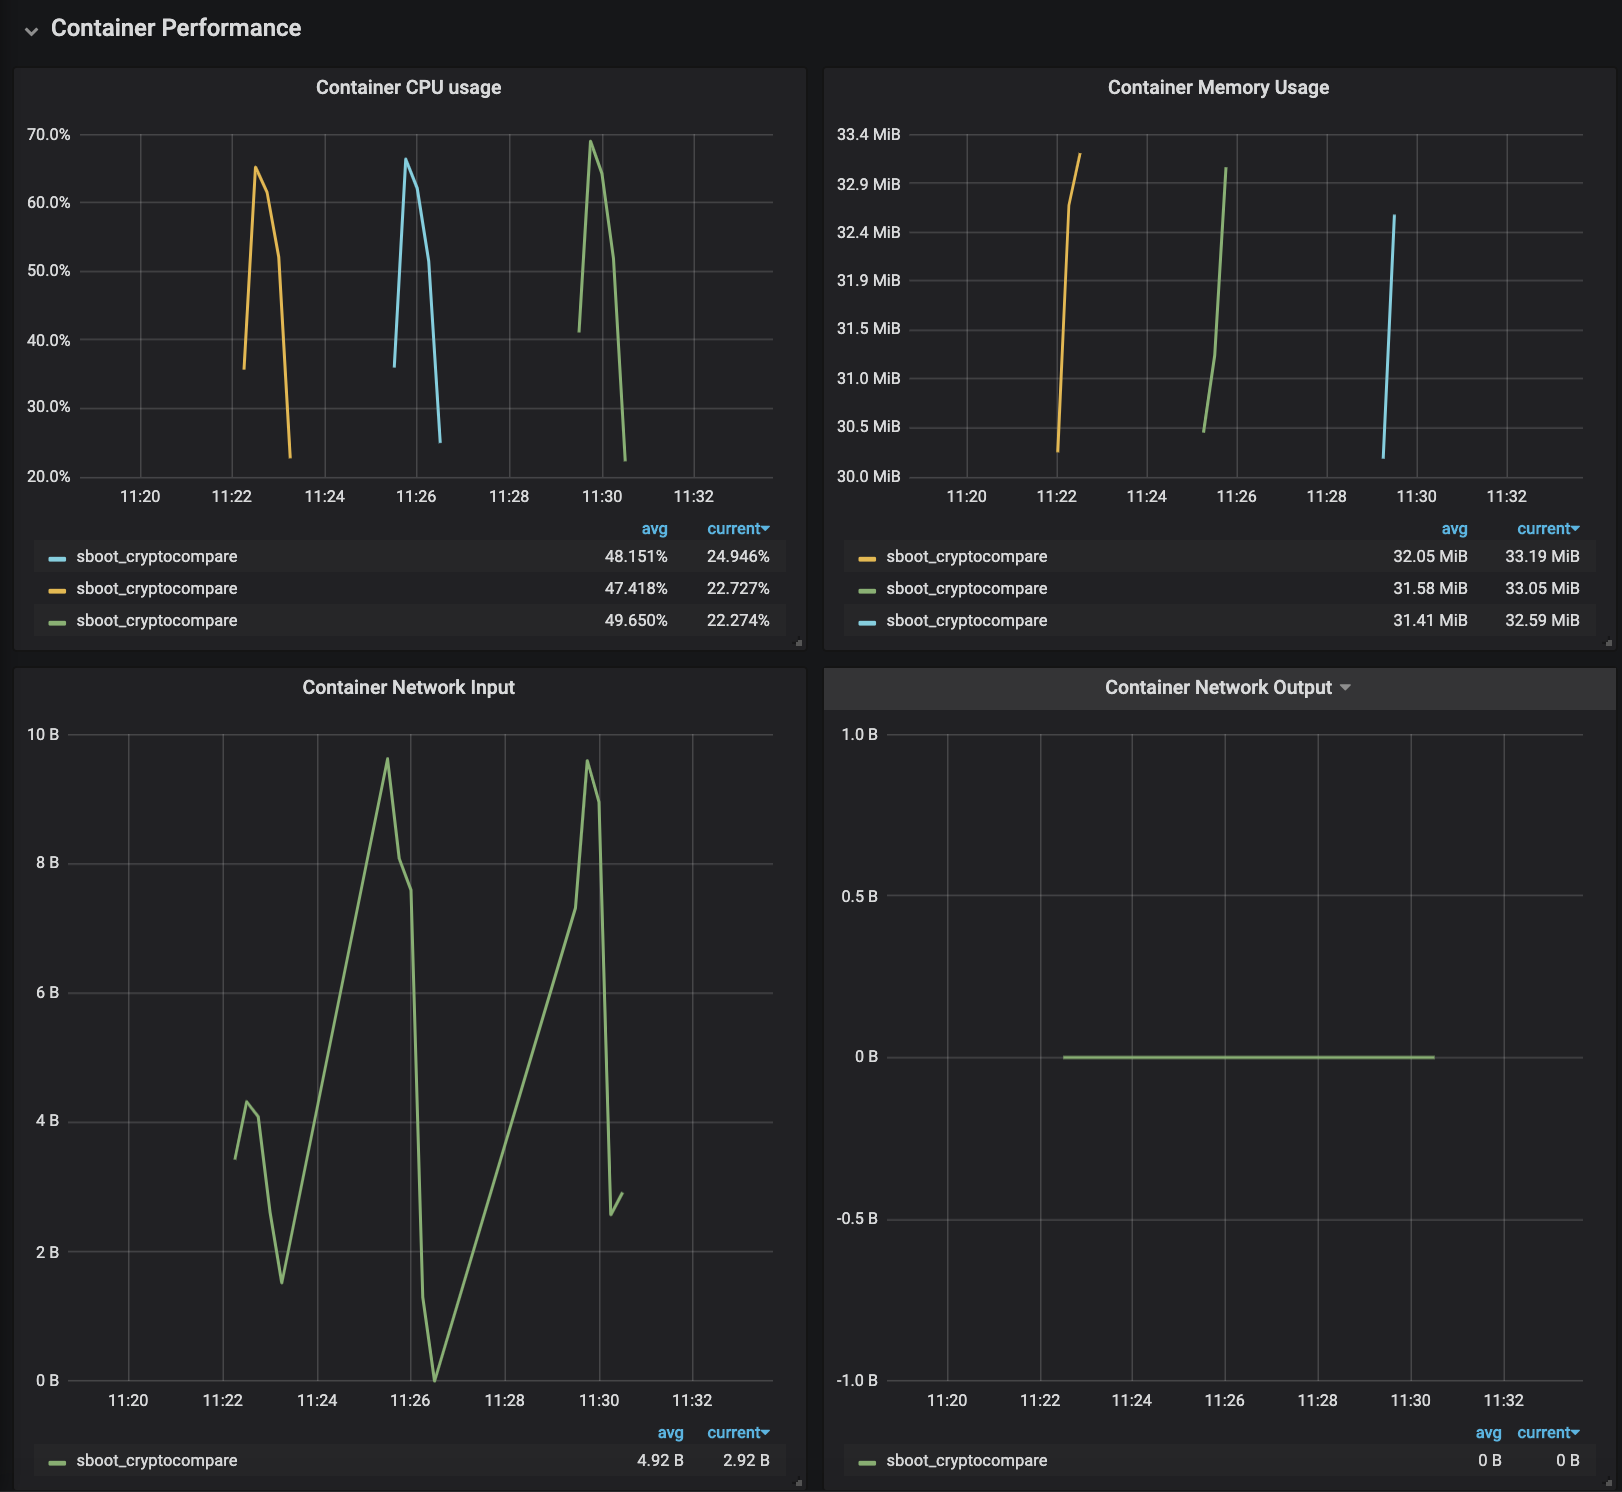 Container Performance
Container CPU usage
70.0%
60.0%
50.0%
40.0%
30.0%
20.0%
11:20 11:22 11:24 11:26 11:28 11:30 11:32
avg current
sboot_cryptocompare 48.151% 24.946%
sboot_cryptocompare 47.418% 22.727%
sboot_cryptocompare 49.650% 22.274%
Container Memory Usage
33.4 MiB
32.9 MiB
32.4 MiB
31.9 MiB
31.5 MiB
31.0 MiB
30.5 MiB
30.0 MiB
11:20 11:22 11:24 11:26 11:28 11:30 11:32
avg current
sboot_cryptocompare 32.05 MiB 33.19 MiB
sboot_cryptocompare 31.58 MiB 33.05 MiB
sboot_cryptocompare 31.41 MiB 32.59 MiB
Container Network Input
10 B
8 B
6 B
4 B
2 B
0 B
11:20 11:22 11:24 11:26 11:28 11:30 11:32
avg current
sboot_cryptocompare 4.92 B 2.92 B
Container Network Output
1.0 B
0.5 B
0 B
-0.5 B
-1.0 B
11:20 11:22 11:24 11:26 11:28 11:30 11:32
avg current
sboot_cryptocompare 0 B 0 B